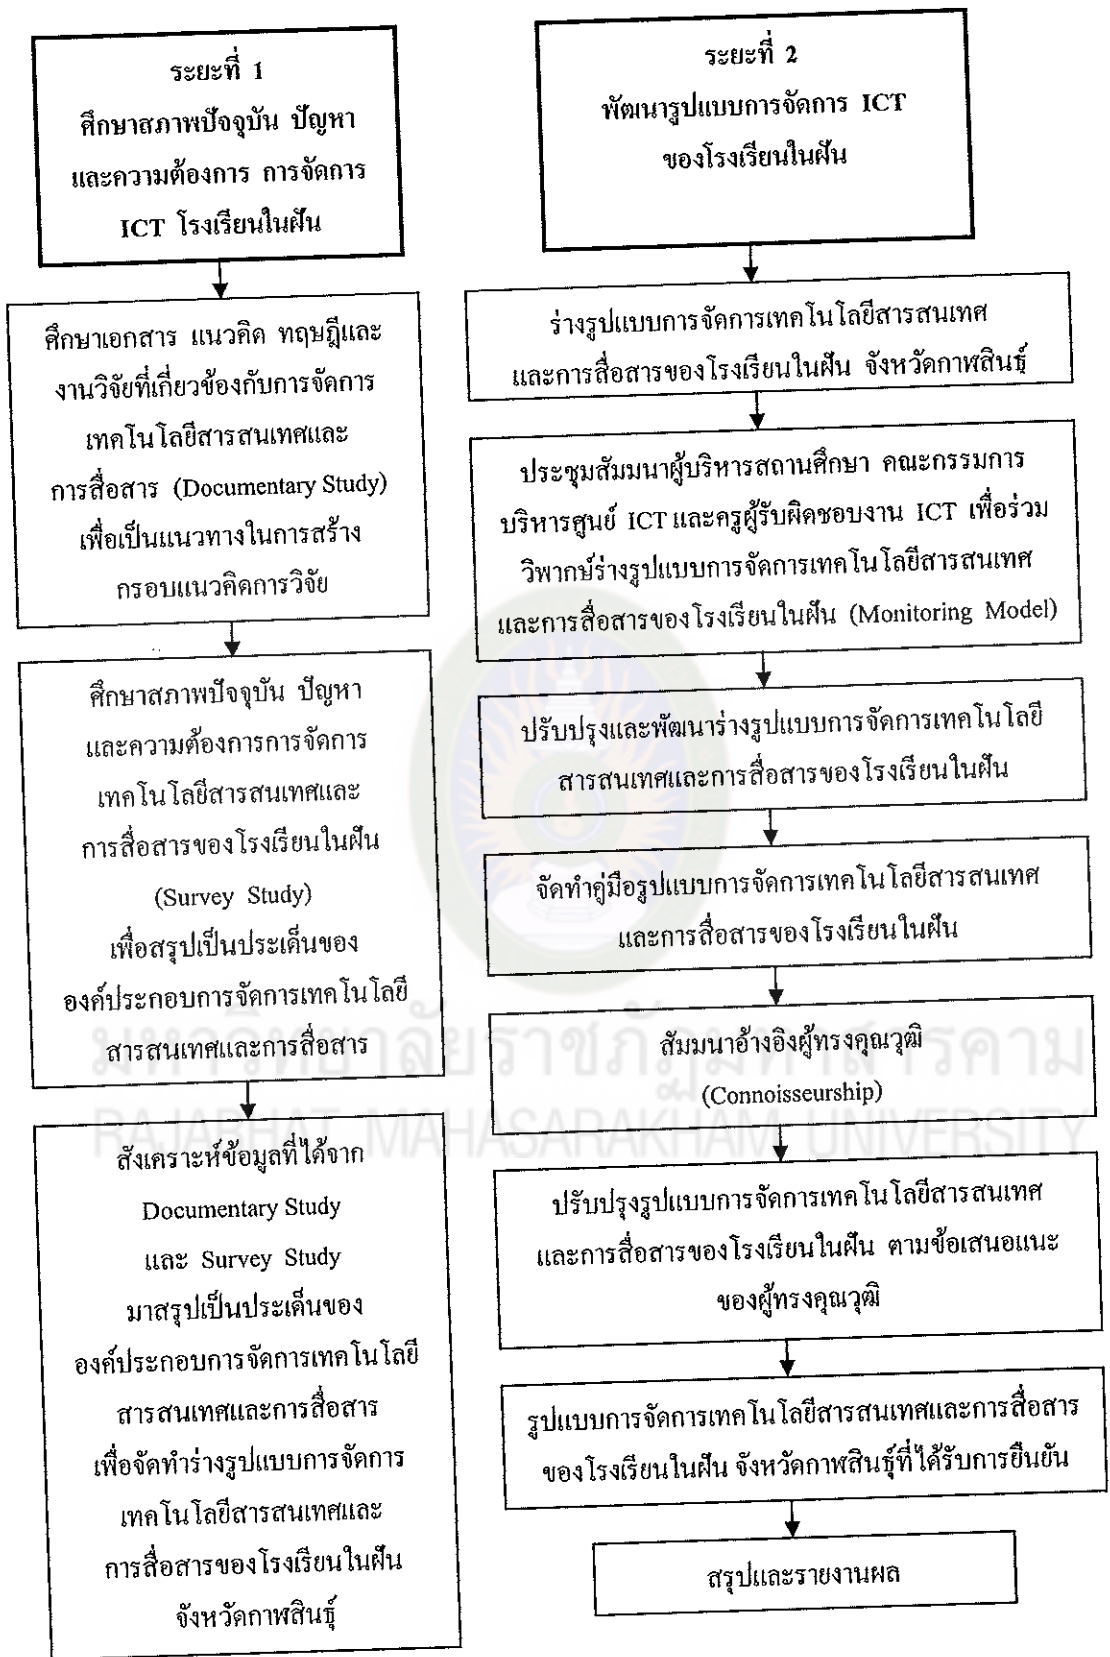 ระยะที่ 1
ศึกษาสภาพปัจจุบัน ปัญหา
และความต้องการ การจัดการ
ICT โรงเรียนในฝัน
ศึกษาเอกสาร แนวคิด ทฤษฎีและ
งานวิจัยที่เกี่ยวข้องกับการจัดการ
เทคโนโลยีสารสนเทศและ
การสื่อสาร (Documentary Study)
เพื่อเป็นแนวทางในการสร้าง
กรอบแนวคิดการวิจัย
ศึกษาสภาพปัจจุบัน ปัญหา
และความต้องการการจัดการ
เทคโนโลยีสารสนเทศและ
การสื่อสารของโรงเรียนในฝัน
(Survey Study)
เพื่อสรุปเป็นประเด็นของ
องค์ประกอบการจัดการเทคโนโลยี
สารสนเทศและการสื่อสาร
สังเคราะห์ข้อมูลที่ได้จาก
Documentary Study
และ Survey Study
มาสรุปเป็นประเด็นของ
องค์ประกอบการจัดการเทคโนโลยี
สารสนเทศและการสื่อสาร
เพื่อจัดทำร่างรูปแบบการจัดการ
เทคโนโลยีสารสนเทศและ
การสื่อสารของโรงเรียนในฝัน
จังหวัดกาฬสินธุ์
ระยะที่ 2
พัฒนารูปแบบการจัดการ ICT
ของโรงเรียนในฝัน
ร่างรูปแบบการจัดการเทคโนโลยีสารสนเทศ
และการสื่อสารของโรงเรียนในฝัน จังหวัดกาฬสินธุ์
ประชุมสัมมนาผู้บริหารสถานศึกษา คณะกรรมการ
บริหารศูนย์ ICT และครูผู้รับผิดชอบงาน ICT เพื่อร่วม
วิพากษ์ร่างรูปแบบการจัดการเทคโนโลยีสารสนเทศ
และการสื่อสารของโรงเรียนในฝัน (Monitoring Model)
ปรับปรุงและพัฒนาร่างรูปแบบการจัดการเทคโนโลยี
สารสนเทศและการสื่อสารของโรงเรียนในฝัน
จัดทำคู่มือรูปแบบการจัดการเทคโนโลยีสารสนเทศ
และการสื่อสารของโรงเรียนในฝัน
สัมมนาอ้างอิงผู้ทรงคุณวุฒิ
(Connoisseurship)
ปรับปรุงรูปแบบการจัดการเทคโนโลยีสารสนเทศ
และการสื่อสารของโรงเรียนในฝัน ตามข้อเสนอแนะ
ของผู้ทรงคุณวุฒิ
รูปแบบการจัดการเทคโนโลยีสารสนเทศและการสื่อสาร
ของโรงเรียนในฝัน จังหวัดกาฬสินธุ์ที่ได้รับการยืนยัน
สรุปและรายงานผล
มหาวิทยาลัยราชภัฏมหาสารคาม
RAJABHAT MAHASARAKHAM UNIVERSITY